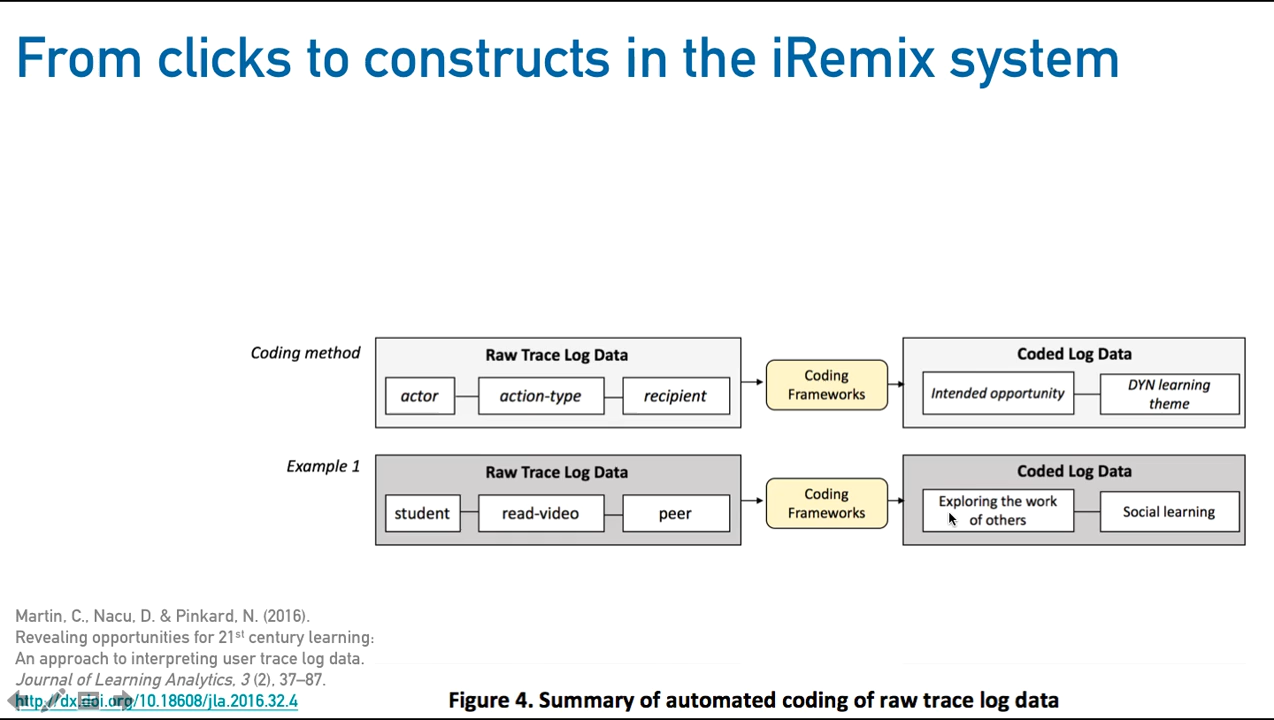 From clicks to constructs in the iRemix system
Coding method
Raw Trace Log Data
actor
action-type
recipient
Coding
Frameworks
Coded Log Data
Intended opportunity
DYN learning
theme
Example 1
Raw Trace Log Data
student
read-video
peer
Coding
Frameworks
Coded Log Data
Exploring the work
of others
Social learning
Martin, C., Nacu, D. & Pinkard, N. (2016).
Revealing opportunities for 21st century learning:
An approach to interpreting user trace log data.
Journal of Learning Analytics, 3 (2), 37–87.
http://dx.doi.org/10.18608/jla.2016.32.4
Figure 4. Summary of automated coding of raw trace log data